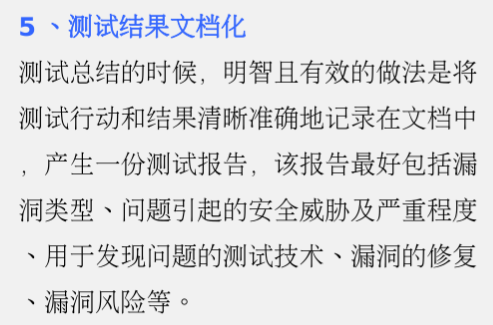 5、测试结果文档化
测试总结的时候，明智且有效的做法是将
测试行动和结果清晰准确地记录在文档中
，产生一份测试报告，该报告最好包括漏
洞类型、问题引起的安全威胁及严重程度
、用于发现问题的测试技术、漏洞的修复
、漏洞风险等。